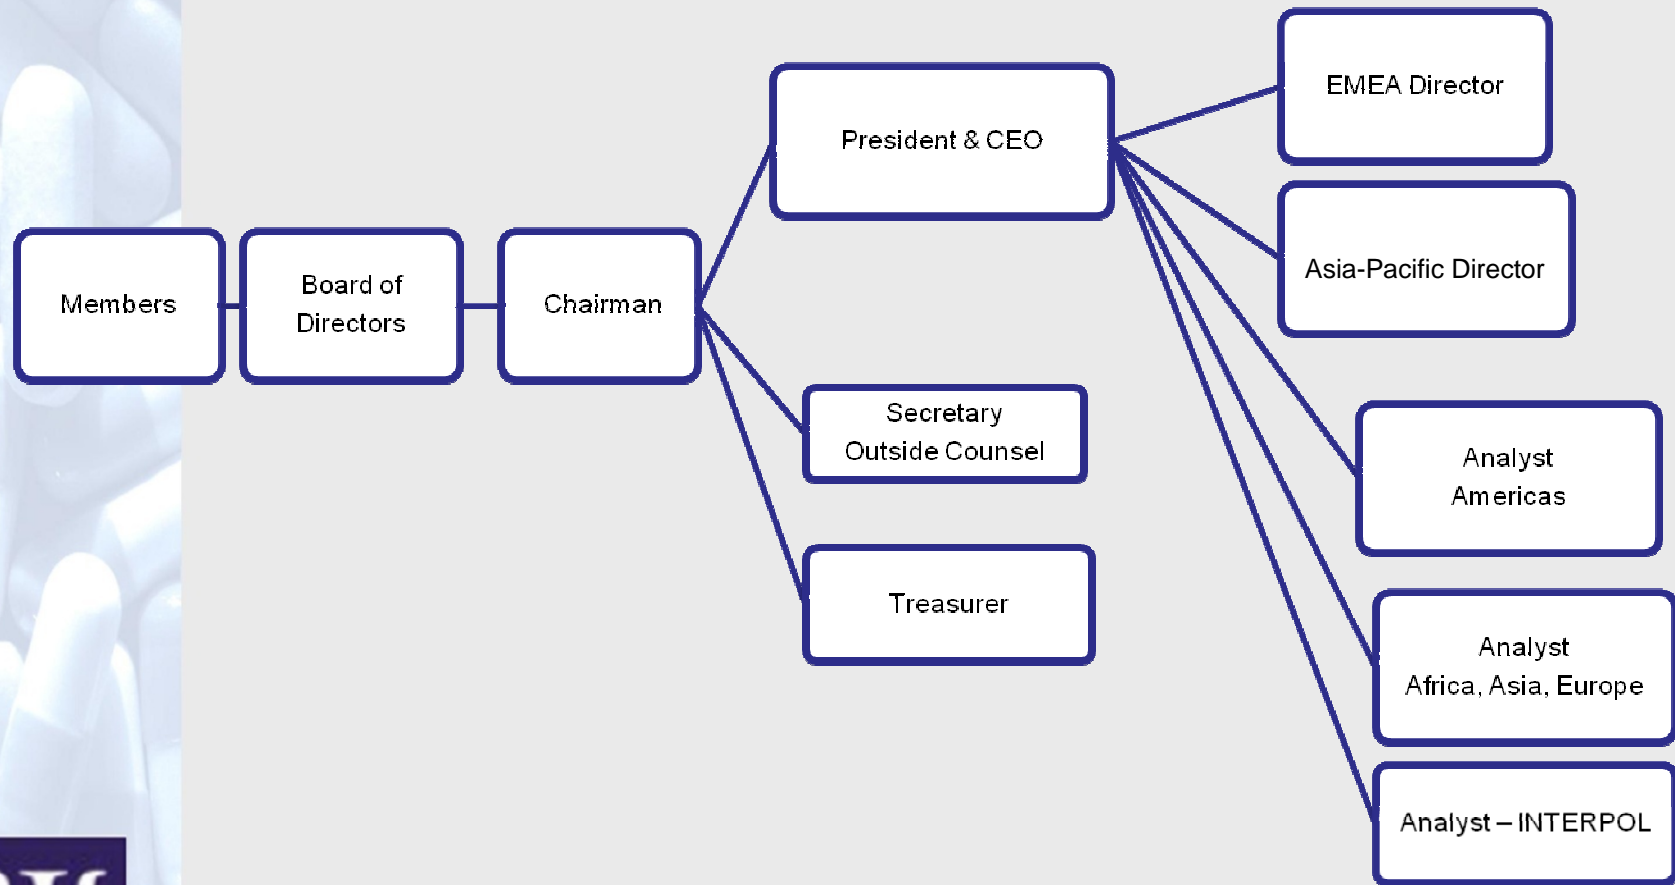 Members
Board of
Directors
Chairman
President & CEO
Secretary
Outside Counsel
Treasurer
EMEA Director
Asia-Pacific Director
Analyst
Americas
Analyst
Africa, Asia, Europe
Analyst – INTERPOL